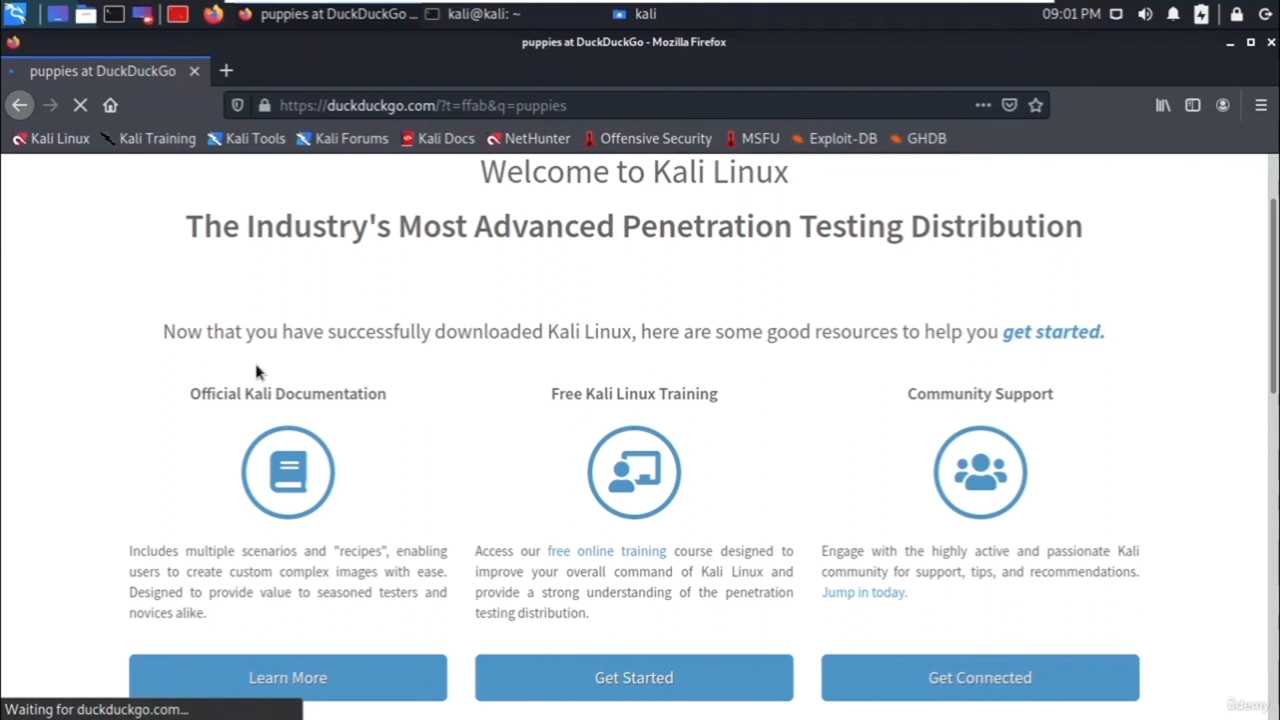 puppies at DuckDuckGo ... kali@kali: ~ kali 09:01 PM
puppies at DuckDuckGo - Mozilla Firefox
puppies at DuckDuckGo
https://duckduckgo.com/?t=ffab&q=puppies
Kali Linux Kali Training Kali Tools Kali Forums Kali Docs NetHunter Offensive Security MSFU Exploit-DB GHDB
Welcome to Kali Linux
The Industry's Most Advanced Penetration Testing Distribution
Now that you have successfully downloaded Kali Linux, here are some good resources to help you get started.
Official Kali Documentation
Includes multiple scenarios and "recipes", enabling
users to create custom complex images with ease.
Designed to provide value to seasoned testers and
novices alike.
Learn More
Free Kali Linux Training
Access our free online training course designed to
improve your overall command of Kali Linux and
provide a strong understanding of the penetration
testing distribution.
Get Started
Community Support
Engage with the highly active and passionate Kali
community for support, tips, and recommendations.
Jump in today.
Get Connected
Waiting for duckduckgo.com...
ûdemy